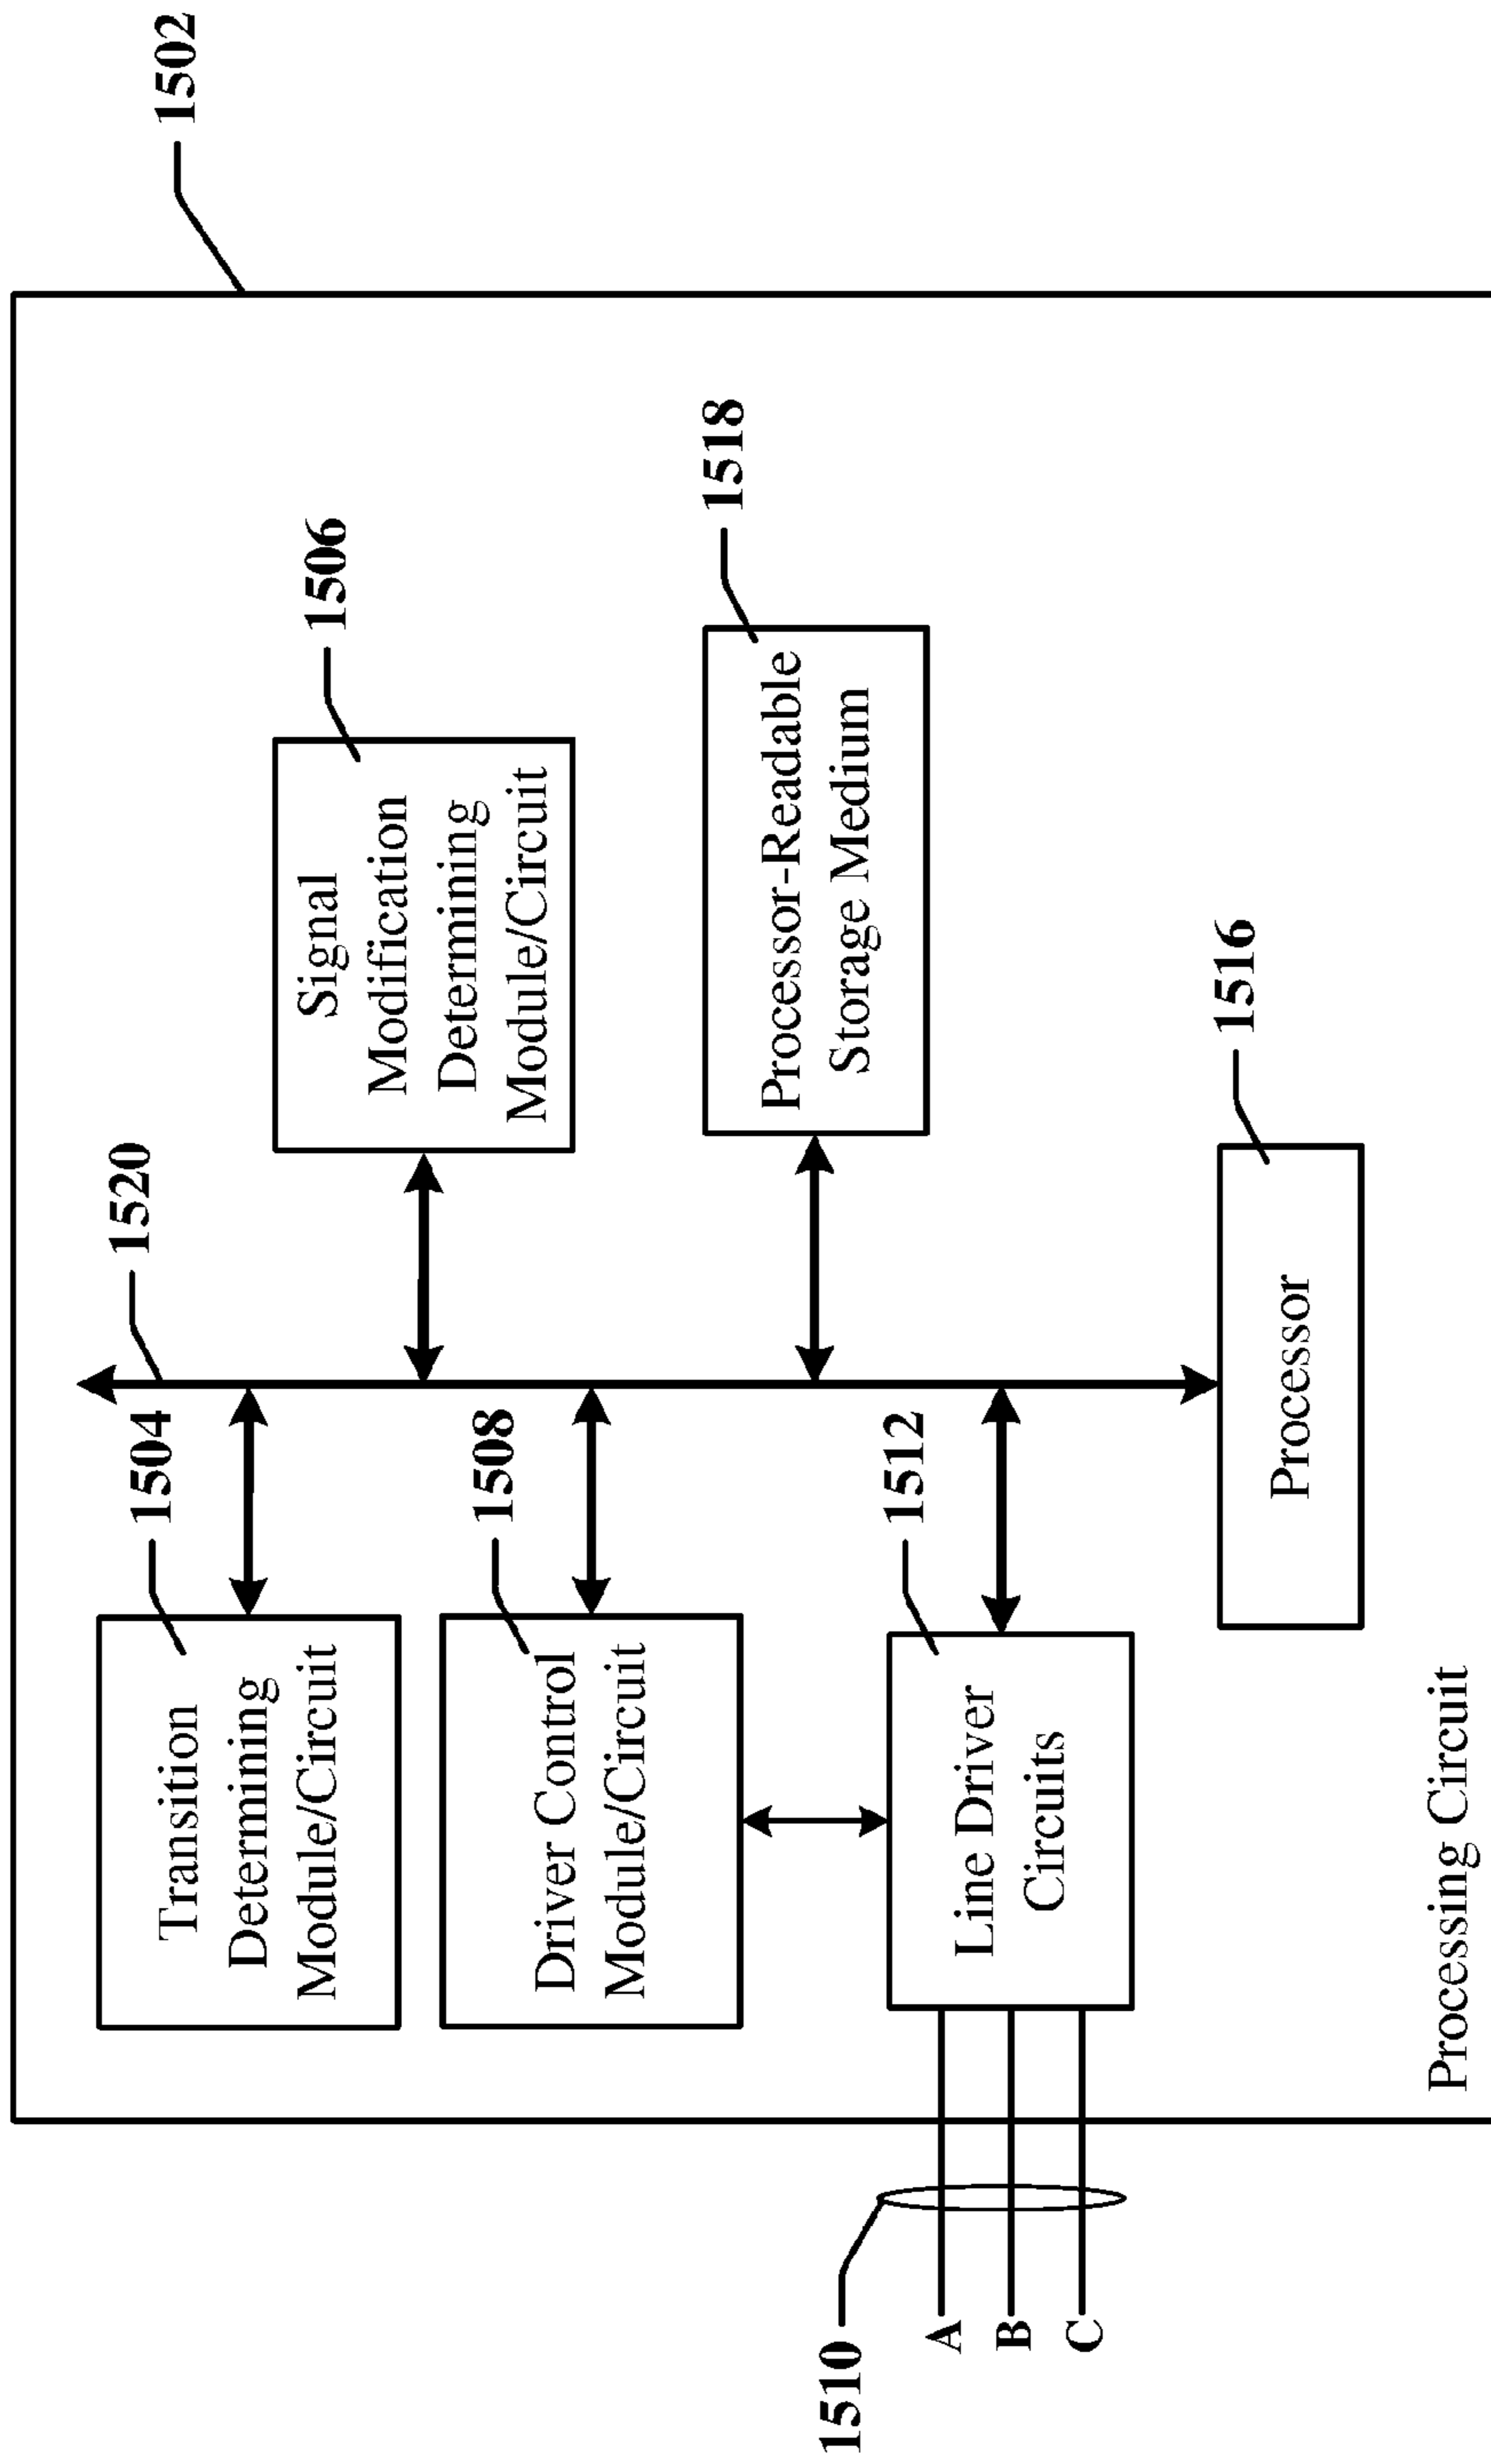 1502
1520
1504
Transition
Determining
Module/Circuit
1506
Signal
Modification
Determining
Module/Circuit
1508
Driver Control
Module/Circuit
1518
Processor-Readable
Storage Medium
1510
A
B
C
1512
Line Driver
Circuits
1516
Processor
Processing Circuit